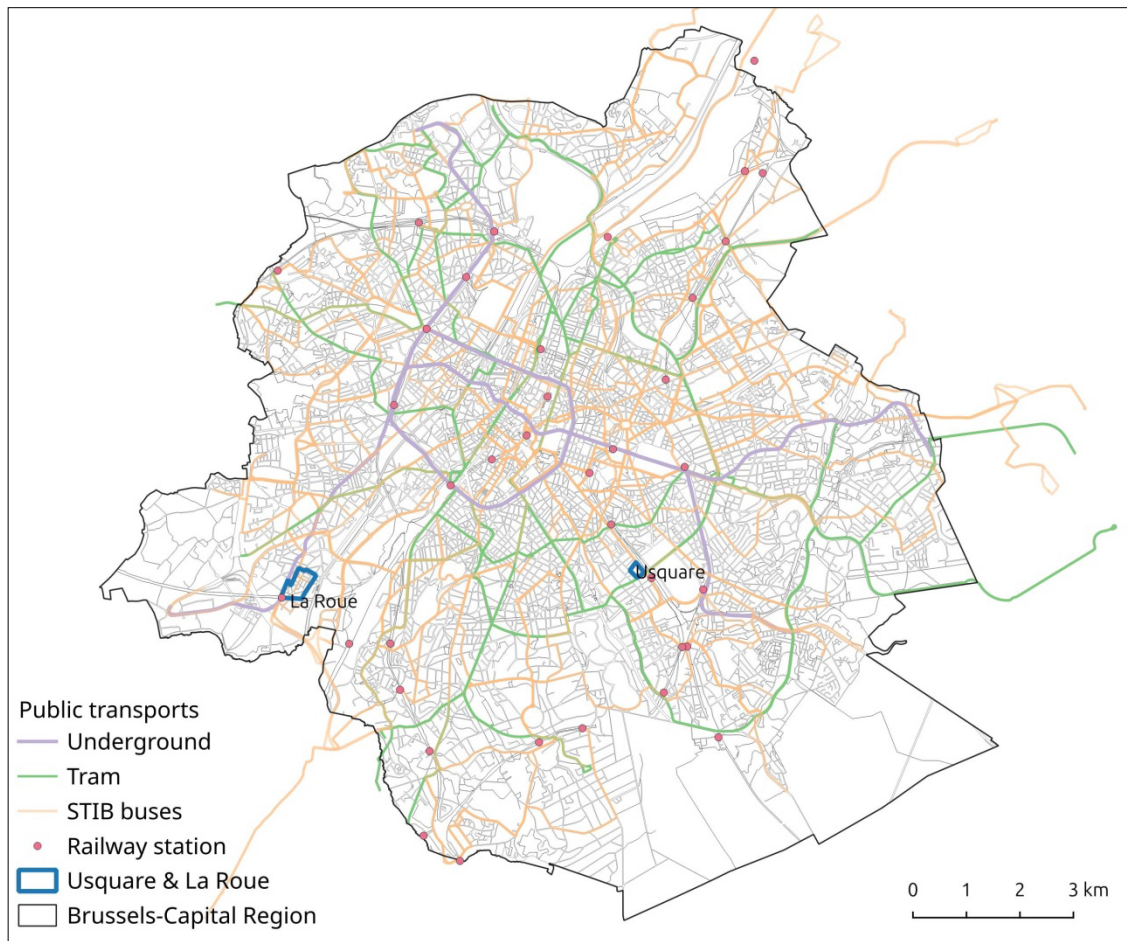 Usquare
La Roue
Public transports
Underground
Tram
STIB buses
Railway station
Usquare & La Roue
Brussels-Capital Region
0 1 2 3 km